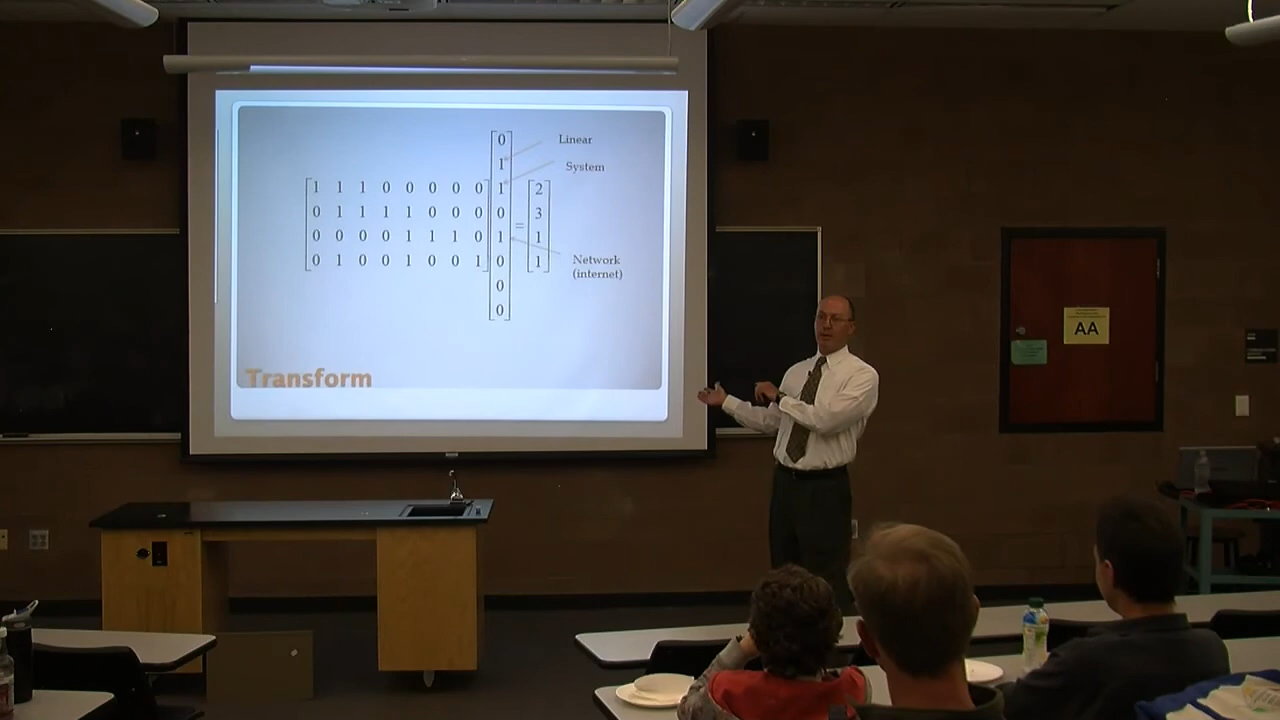 0
1 Linear
1 1 1 0 0 0 0 0 1 2 System
0 1 1 1 1 0 0 0 0 = 3
0 0 0 0 1 1 1 0 1 1
0 1 0 0 1 0 0 1 0 1 Network
0 (internet)
0
Transform
AA